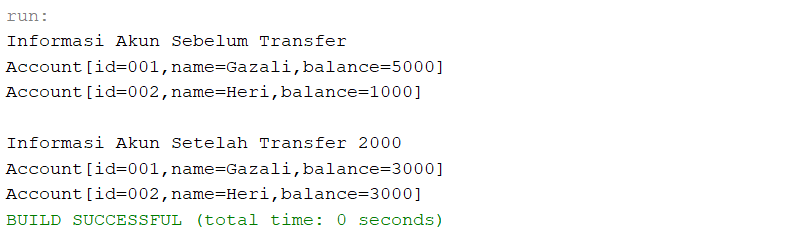 run:
Informasi Akun Sebelum Transfer
Account[id=001,name=Gazali,balance=5000]
Account[id=002,name=Heri,balance=1000]
Informasi Akun Setelah Transfer 2000
Account[id=001,name=Gazali,balance=3000]
Account[id=002,name=Heri,balance=3000]
BUILD SUCCESSFUL (total time: 0 seconds)